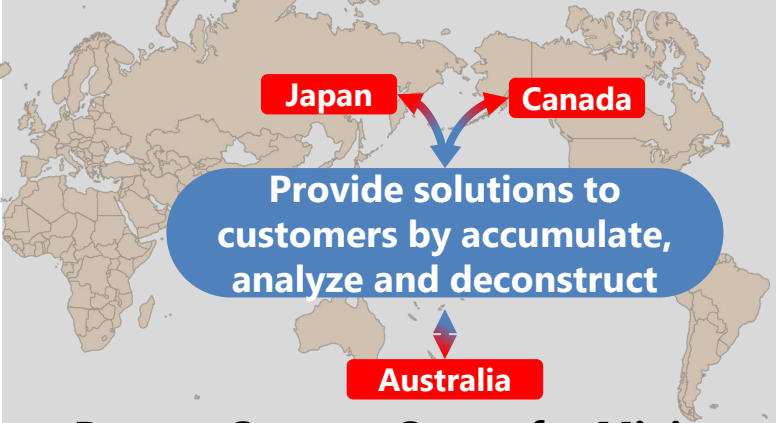 Japan
Canada
Provide solutions to
customers by accumulate,
analyze and deconstruct
Australia